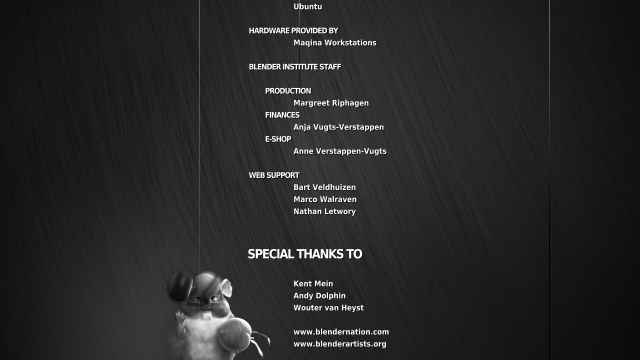 Ubuntu
HARDWARE PROVIDED BY
Maqina Workstations
BLENDER INSTITUTE STAFF
PRODUCTION
Margreet Riphagen
FINANCES
Anja Vugts-Verstappen
E-SHOP
Anne Verstappen-Vugts
WEB SUPPORT
Bart Veldhuizen
Marco Walraven
Nathan Letwory
SPECIAL THANKS TO
Kent Mein
Andy Dolphin
Wouter van Heyst
www.blendernation.com
www.blenderartists.org